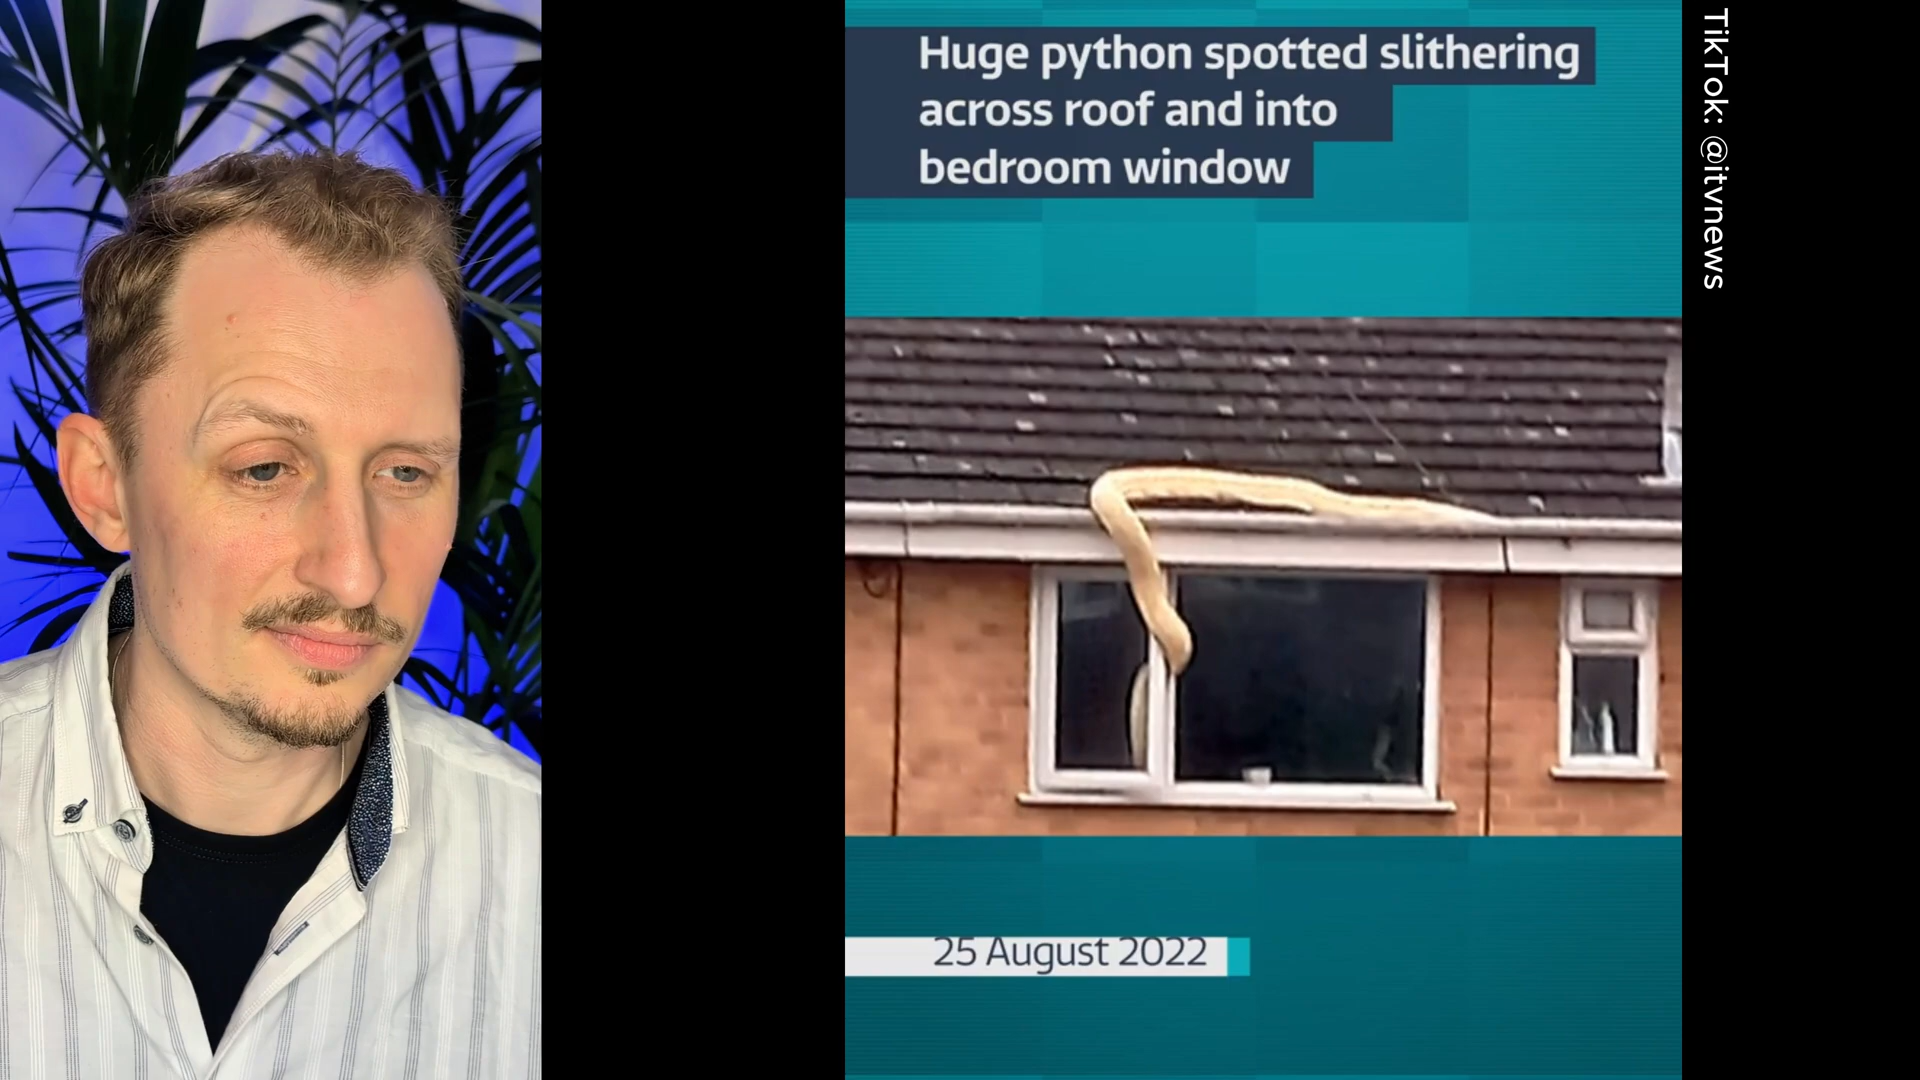 Huge python spotted slithering
across roof and into
bedroom window
25 August 2022
TikTok: @itvnews